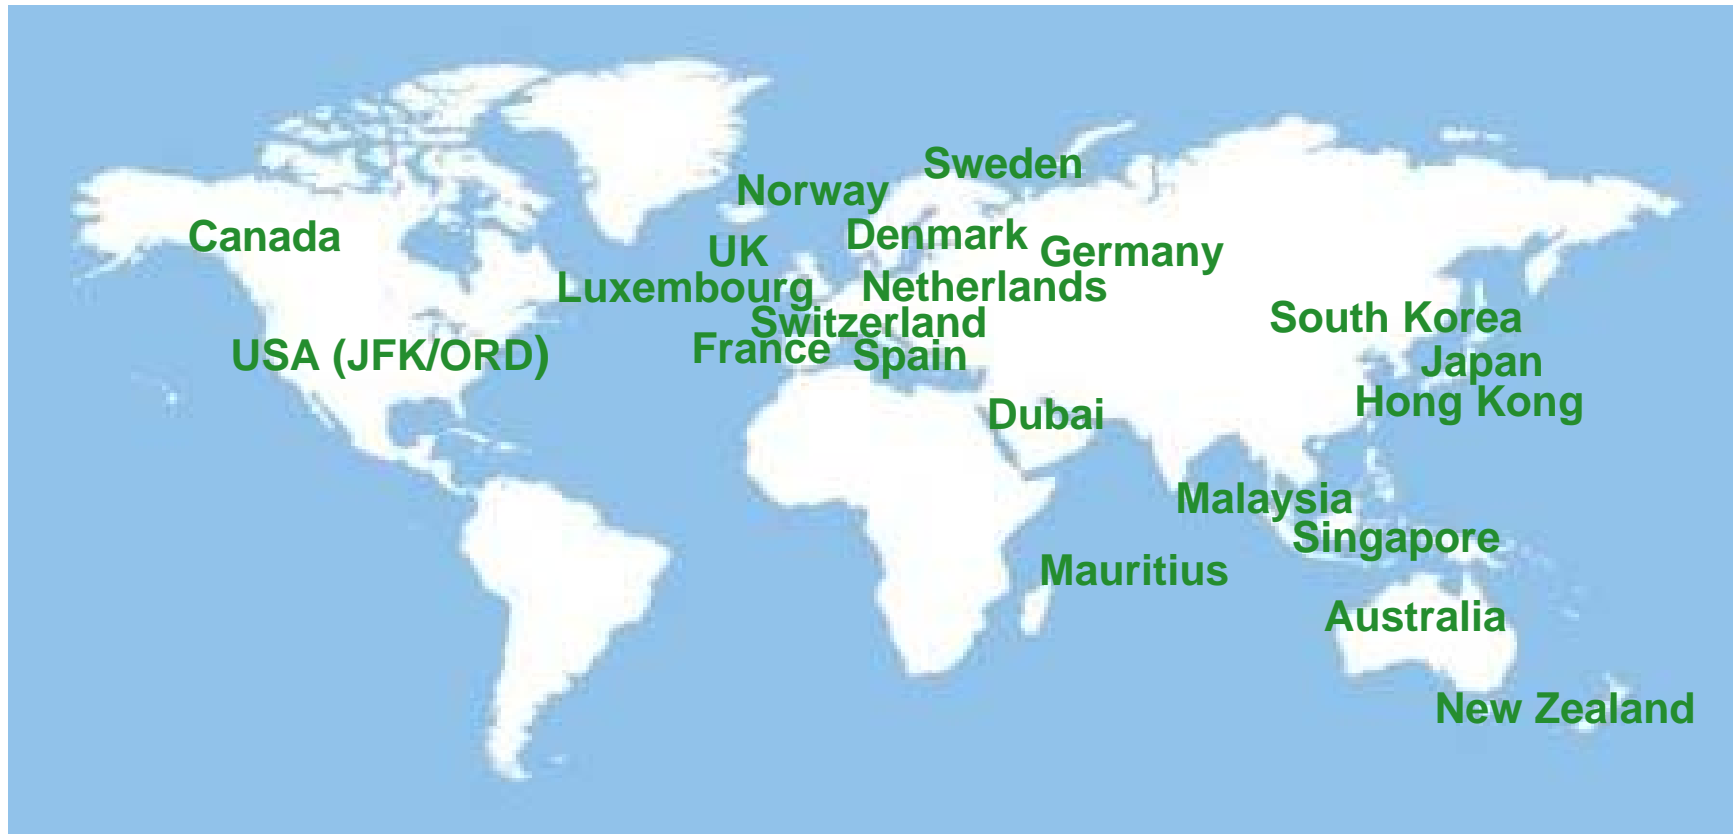 Sweden
Norway
Canada
Denmark
UK
Germany
Luxembourg
Netherlands
South Korea
Switzerland
USA (JFK/ORD)
France
Spain
Japan
Hong Kong
Dubai
Malaysia
Singapore
Mauritius
Australia
New Zealand